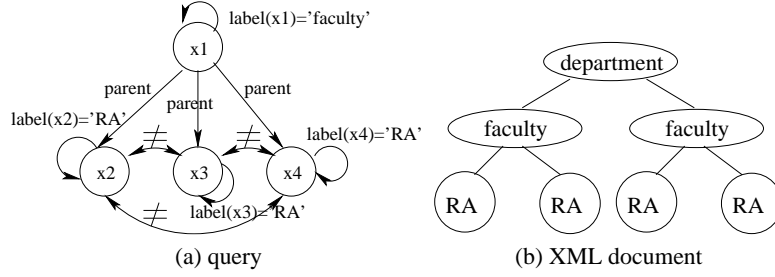 label(x1)='faculty'
x1
parent
parent
parent
label(x2)='RA'
≠
≠
label(x4)='RA'
x2
x3
x4
label(x3)='RA'
≠
(a) query
department
faculty
faculty
RA
RA
RA
RA
(b) XML document